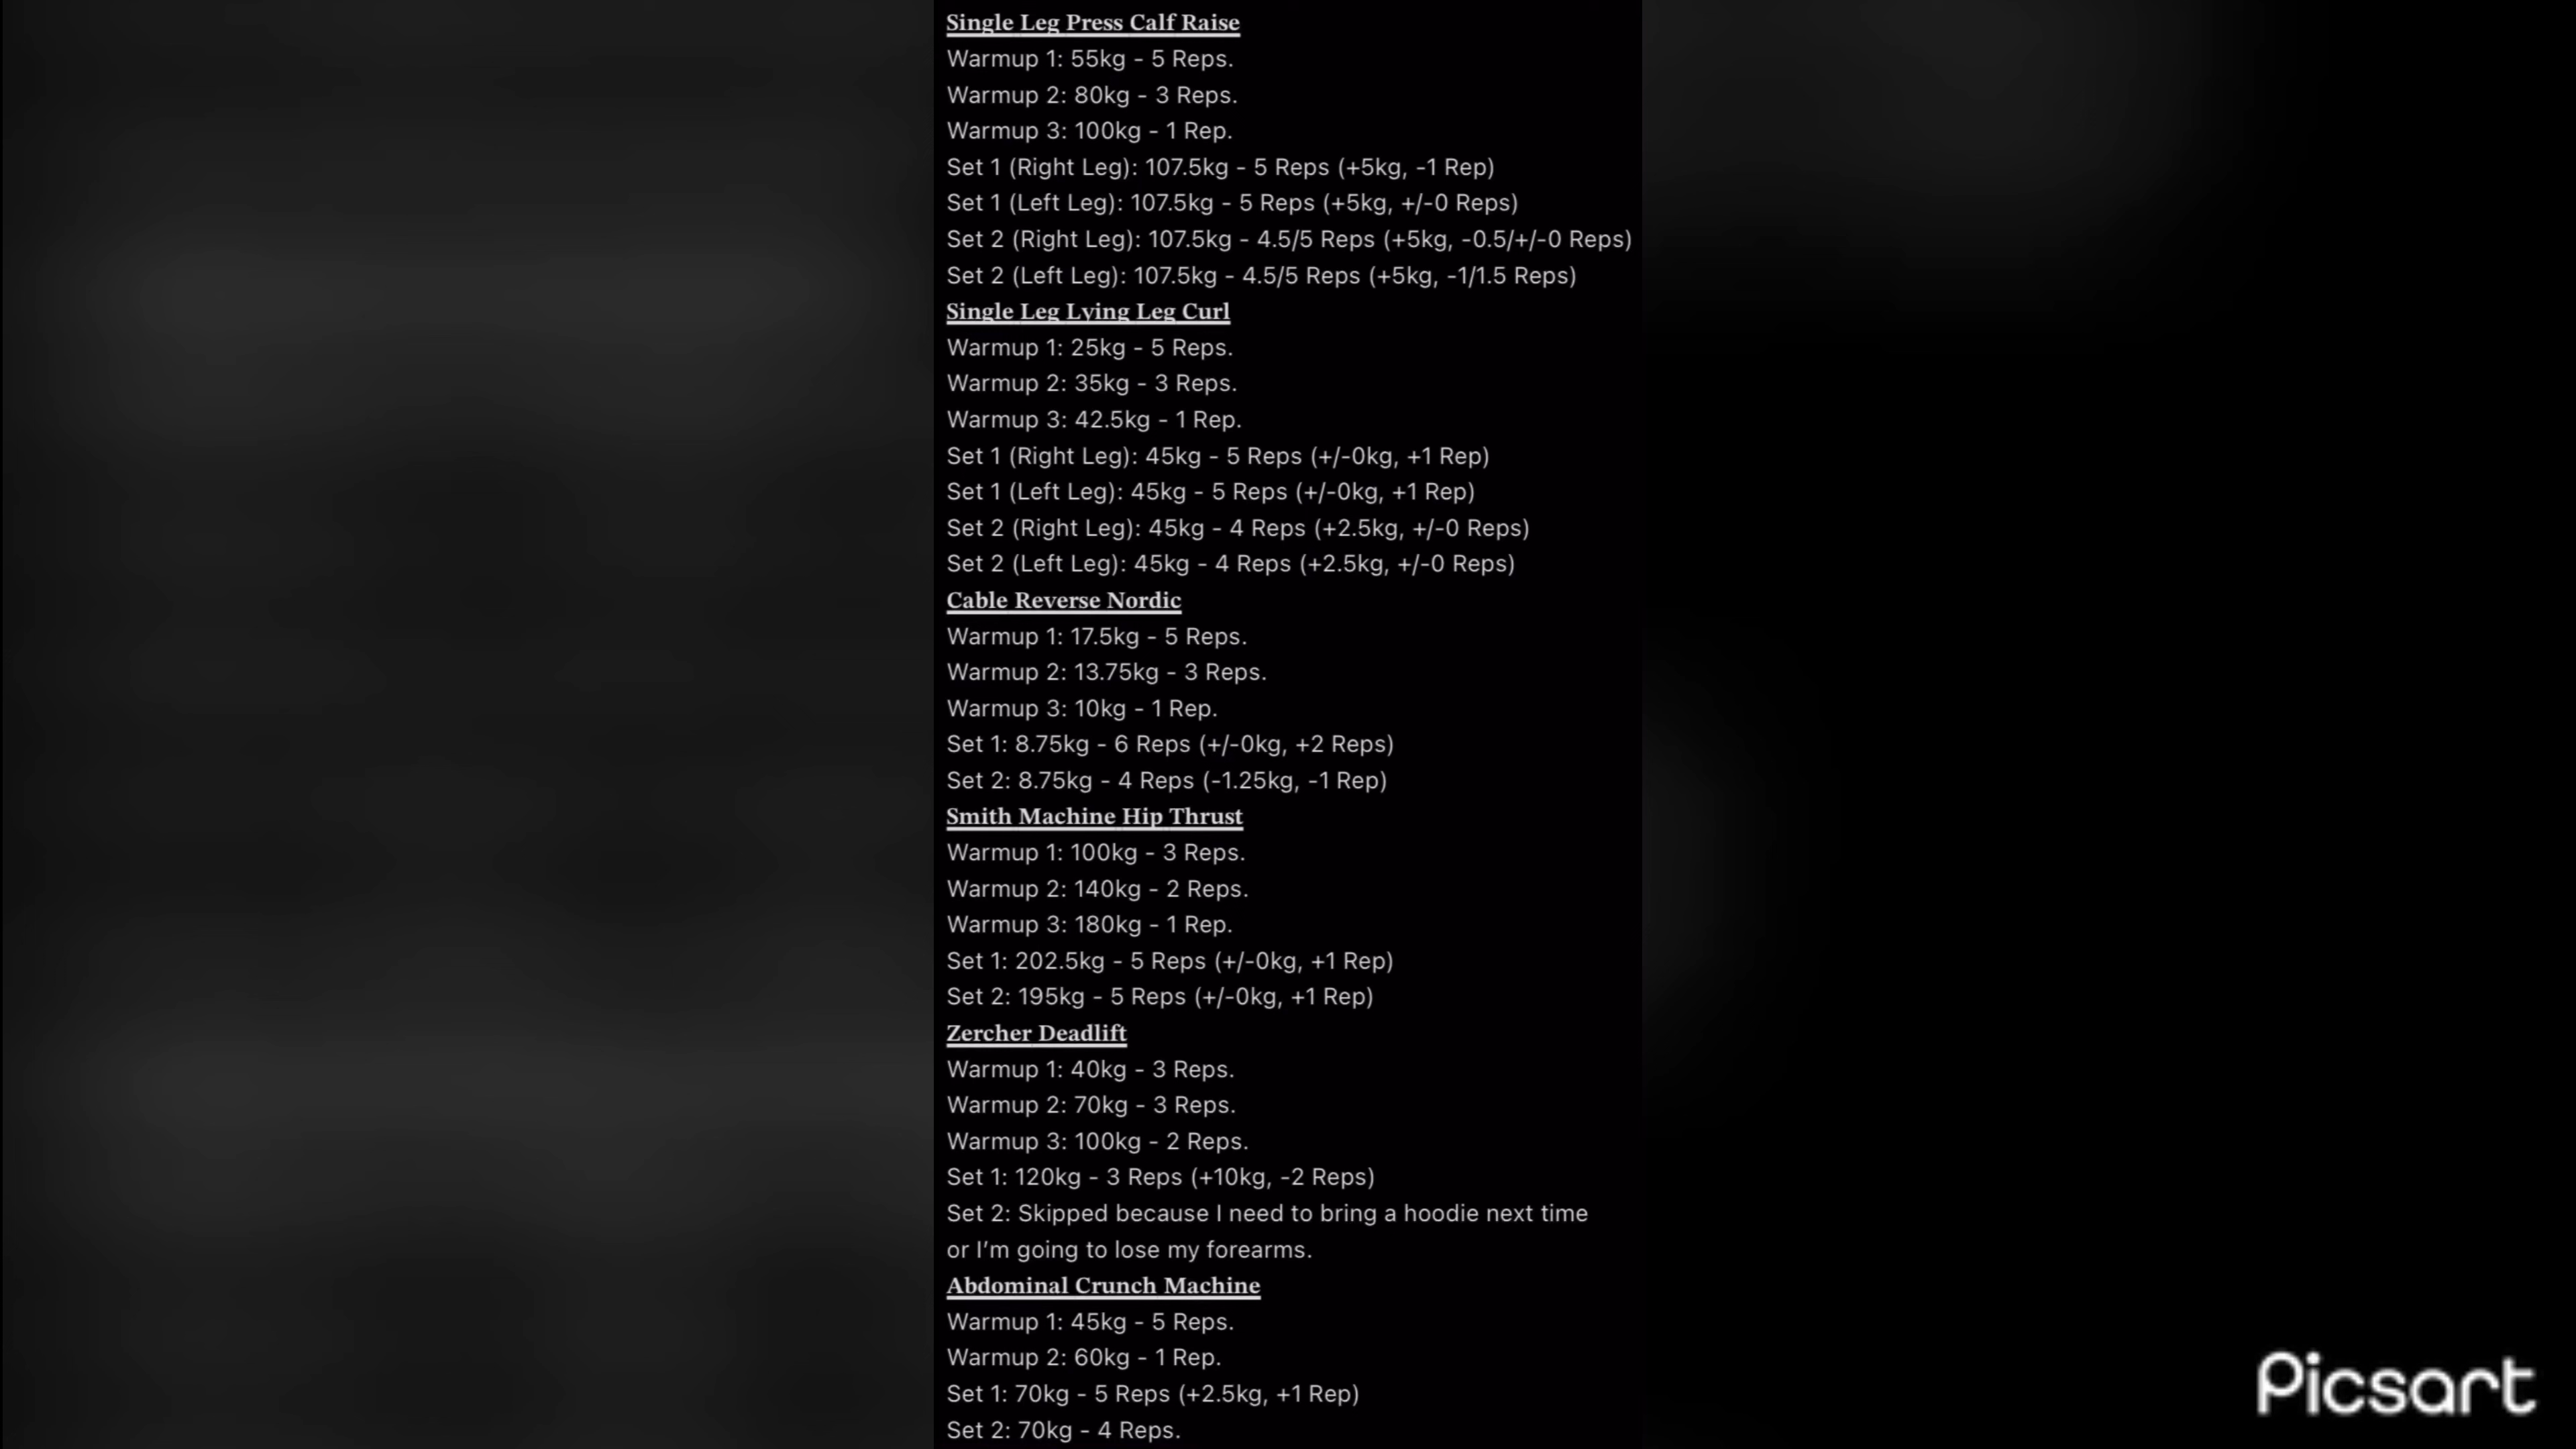 Single Leg Press Calf Raise
Warmup 1: 55kg - 5 Reps.
Warmup 2: 80kg - 3 Reps.
Warmup 3: 100kg - 1 Rep.
Set 1 (Right Leg): 107.5kg - 5 Reps (+5kg, -1 Rep)
Set 1 (Left Leg): 107.5kg - 5 Reps (+5kg, +/-0 Reps)
Set 2 (Right Leg): 107.5kg - 4.5/5 Reps (+5kg, -0.5/+/-0 Reps)
Set 2 (Left Leg): 107.5kg - 4.5/5 Reps (+5kg, -1/1.5 Reps)
Single Leg Lying Leg Curl
Warmup 1: 25kg - 5 Reps.
Warmup 2: 35kg - 3 Reps.
Warmup 3: 42.5kg - 1 Rep.
Set 1 (Right Leg): 45kg - 5 Reps (+/-0kg, +1 Rep)
Set 1 (Left Leg): 45kg - 5 Reps (+/-0kg, +1 Rep)
Set 2 (Right Leg): 45kg - 4 Reps (+2.5kg, +/-0 Reps)
Set 2 (Left Leg): 45kg - 4 Reps (+2.5kg, +/-0 Reps)
Cable Reverse Nordic
Warmup 1: 17.5kg - 5 Reps.
Warmup 2: 13.75kg - 3 Reps.
Warmup 3: 10kg - 1 Rep.
Set 1: 8.75kg - 6 Reps (+/-0kg, +2 Reps)
Set 2: 8.75kg - 4 Reps (-1.25kg, -1 Rep)
Smith Machine Hip Thrust
Warmup 1: 100kg - 3 Reps.
Warmup 2: 140kg - 2 Reps.
Warmup 3: 180kg - 1 Rep.
Set 1: 202.5kg - 5 Reps (+/-0kg, +1 Rep)
Set 2: 195kg - 5 Reps (+/-0kg, +1 Rep)
Zercher Deadlift
Warmup 1: 40kg - 3 Reps.
Warmup 2: 70kg - 3 Reps.
Warmup 3: 100kg - 2 Reps.
Set 1: 120kg - 3 Reps (+10kg, -2 Reps)
Set 2: Skipped because I need to bring a hoodie next time
or I’m going to lose my forearms.
Abdominal Crunch Machine
Warmup 1: 45kg - 5 Reps.
Warmup 2: 60kg - 1 Rep.
Set 1: 70kg - 5 Reps (+2.5kg, +1 Rep)
Set 2: 70kg - 4 Reps.
Picsart